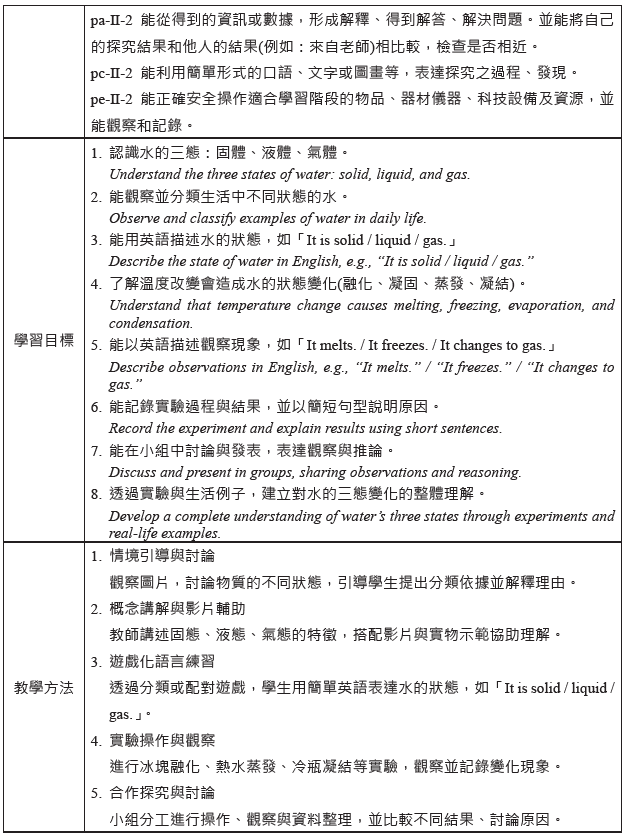 pa-II-2 能從得到的資訊或數據，形成解釋、得到解答、解決問題。並能將自己
的探究結果和他人的結果(例如：來自老師)相比較，檢查是否相近。
pc-II-2 能利用簡單形式的口語、文字或圖畫等，表達探究之過程、發現。
pe-II-2 能正確安全操作適合學習階段的物品、器材儀器、科技設備及資源，並
能觀察和記錄。
學習目標
1. 認識水的三態：固體、液體、氣體。
Understand the three states of water: solid, liquid, and gas.
2. 能觀察並分類生活中不同狀態的水。
Observe and classify examples of water in daily life.
3. 能用英語描述水的狀態，如「It is solid / liquid / gas.」
Describe the state of water in English, e.g., “It is solid / liquid / gas.”
4. 了解溫度改變會造成水的狀態變化(融化、凝固、蒸發、凝結)。
Understand that temperature change causes melting, freezing, evaporation, and
condensation.
5. 能以英語描述觀察現象，如「It melts. / It freezes. / It changes to gas.」
Describe observations in English, e.g., “It melts.” / “It freezes.” / “It changes to
gas.”
6. 能記錄實驗過程與結果，並以簡短句型說明原因。
Record the experiment and explain results using short sentences.
7. 能在小組中討論與發表，表達觀察與推論。
Discuss and present in groups, sharing observations and reasoning.
8. 透過實驗與生活例子，建立對水的三態變化的整體理解。
Develop a complete understanding of water’s three states through experiments and
real-life examples.
教學方法
1. 情境引導與討論
觀察圖片，討論物質的不同狀態，引導學生提出分類依據並解釋理由。
2. 概念講解與影片輔助
教師講述固態、液態、氣態的特徵，搭配影片與實物示範協助理解。
3. 遊戲化語言練習
透過分類或配對遊戲，學生用簡單英語表達水的狀態，如「It is solid / liquid /
gas.」。
4. 實驗操作與觀察
進行冰塊融化、熱水蒸發、冷瓶凝結等實驗，觀察並記錄變化現象。
5. 合作探究與討論
小組分工進行操作、觀察與資料整理，並比較不同結果、討論原因。